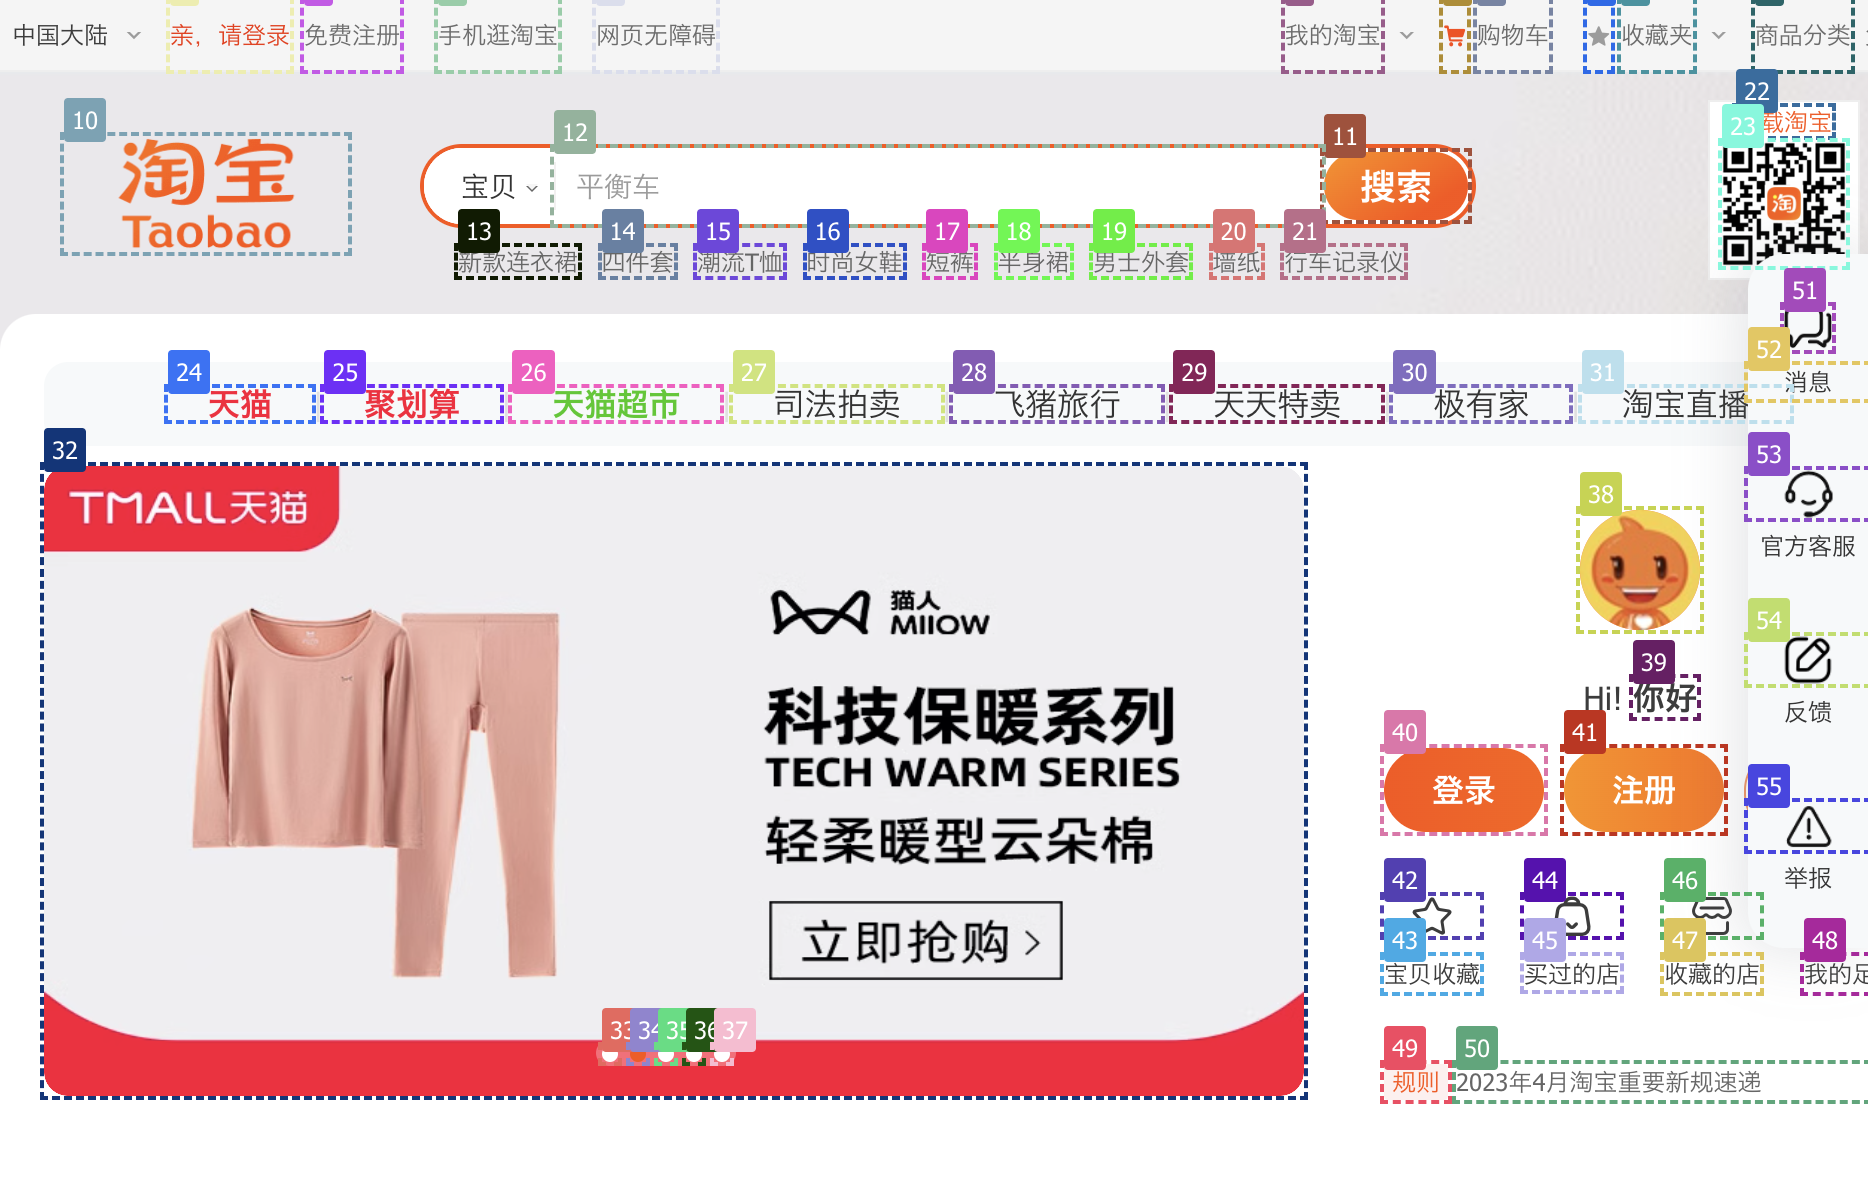 中国大陆 亲，请登录 免费注册 手机逛淘宝 网页无障碍 我的淘宝 购物车 收藏夹 商品分类
10 淘宝 Taobao
12 11 22
宝贝 平衡车 搜索
23 载淘宝
淘
13 14 15 16 17 18 19 20 21
新款连衣裙 四件套 潮流T恤 时尚女鞋 短裤 半身裙 男士外套 墙纸 行车记录仪
51
52 消息
24 25 26 27 28 29 30 31
天猫 聚划算 天猫超市 司法拍卖 飞猪旅行 天天特卖 极有家 淘宝直播
32
TMALL天猫
猫人
MIIOW
科技保暖系列
TECH WARM SERIES
轻柔暖型云朵棉
立即抢购
33 34 35 36 37
38
39
Hi! 你好
40 41
登录 注册
42 44 46
43 45 47 48
宝贝收藏 买过的店 收藏的店 我的足
49 50
规则 2023年4月淘宝重要新规速递
53
官方客服
54
反馈
55
举报